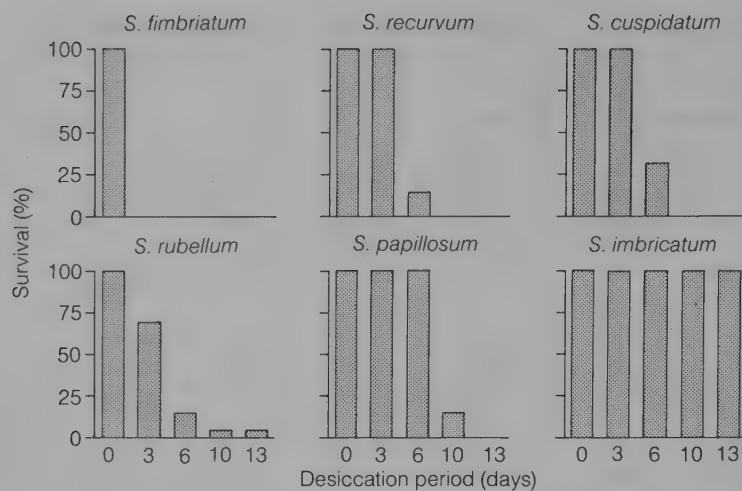 S. fimbriatum S. recurvum S. cuspidatum
100
75
50
25
0
Survival (%)
S. rubellum S. papillosum S. imbricatum
100
75
50
25
0
0 3 6 10 13 0 3 6 10 13 0 3 6 10 13
Desiccation period (days)